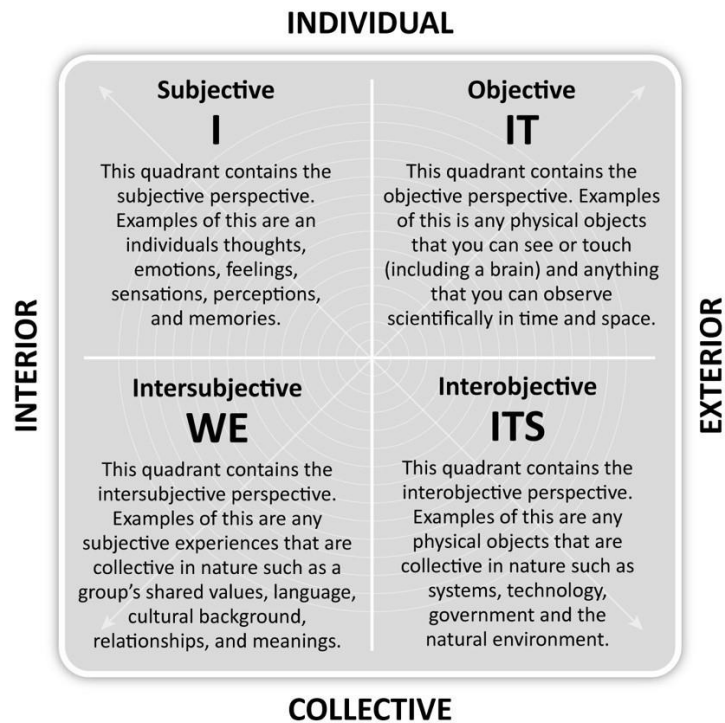 INDIVIDUAL
Subjective
I
This quadrant contains the
subjective perspective.
Examples of this are an
individuals thoughts,
emotions, feelings,
sensations, perceptions,
and memories.
Objective
IT
This quadrant contains the
objective perspective. Examples
of this is any physical objects
that you can see or touch
(including a brain) and anything
that you can observe
scientifically in time and space.
INTERIOR
EXTERIOR
Intersubjective
WE
This quadrant contains the
intersubjective perspective.
Examples of this are any
subjective experiences that are
collective in nature such as a
group's shared values, language,
cultural background,
relationships, and meanings.
Interobjective
ITS
This quadrant contains the
interobjective perspective.
Examples of this are any
physical objects that are
collective in nature such as
systems, technology,
government and the
natural environment.
COLLECTIVE